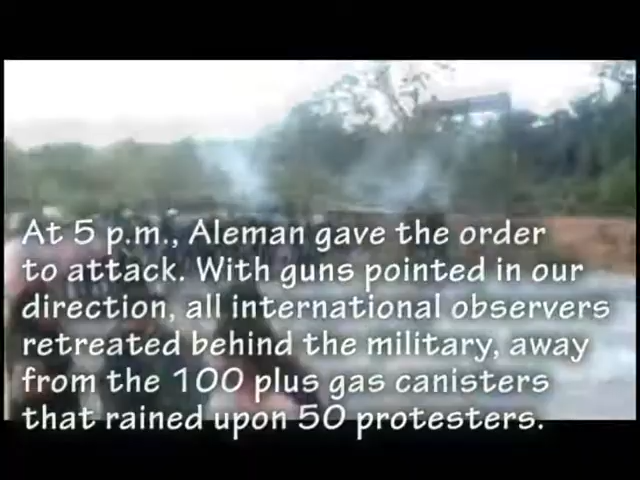 At 5 p.m., Aleman gave the order
to attack. With guns pointed in our
direction, all international observers
retreated behind the military, away
from the 100 plus gas canisters
that rained upon 50 protesters.